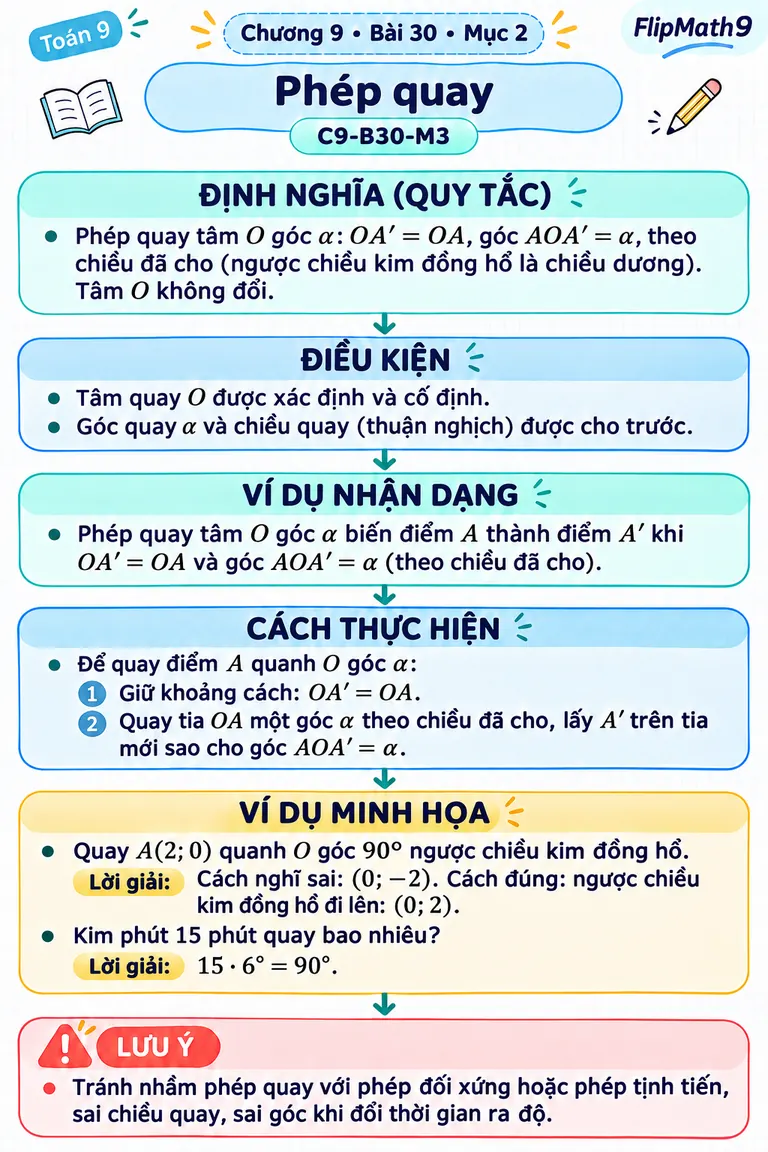 Toán 9
Chương 9 • Bài 30 • Mục 2
FlipMath9
Phép quay
C9-B30-M3
ĐỊNH NGHĨA (QUY TẮC)
• Phép quay tâm O góc α: OA′ = OA, góc AOA′ = α, theo
chiều đã cho (ngược chiều kim đồng hổ là chiều dương).
Tâm O không đổi.
ĐIỀU KIỆN
• Tâm quay O được xác định và cố định.
• Góc quay α và chiều quay (thuận nghịch) được cho trước.
VÍ DỤ NHẬN DẠNG
• Phép quay tâm O góc α biến điểm A thành điểm A′ khi
OA′ = OA và góc AOA′ = α (theo chiều đã cho).
CÁCH THỰC HIỆN
• Để quay điểm A quanh O góc α:
1 Giữ khoảng cách: OA′ = OA.
2 Quay tia OA một góc α theo chiều đã cho, lấy A′ trên tia
mới sao cho góc AOA′ = α.
VÍ DỤ MINH HỌA
• Quay A(2; 0) quanh O góc 90° ngược chiều kim đồng hổ.
Lời giải: Cách nghĩ sai: (0; −2). Cách đúng: ngược chiều
kim đồng hồ đi lên: (0; 2).
• Kim phút 15 phút quay bao nhiêu?
Lời giải: 15 · 6° = 90°.
LƯU Ý
• Tránh nhầm phép quay với phép đối xứng hoặc phép tịnh tiến,
sai chiều quay, sai góc khi đổi thời gian ra độ.